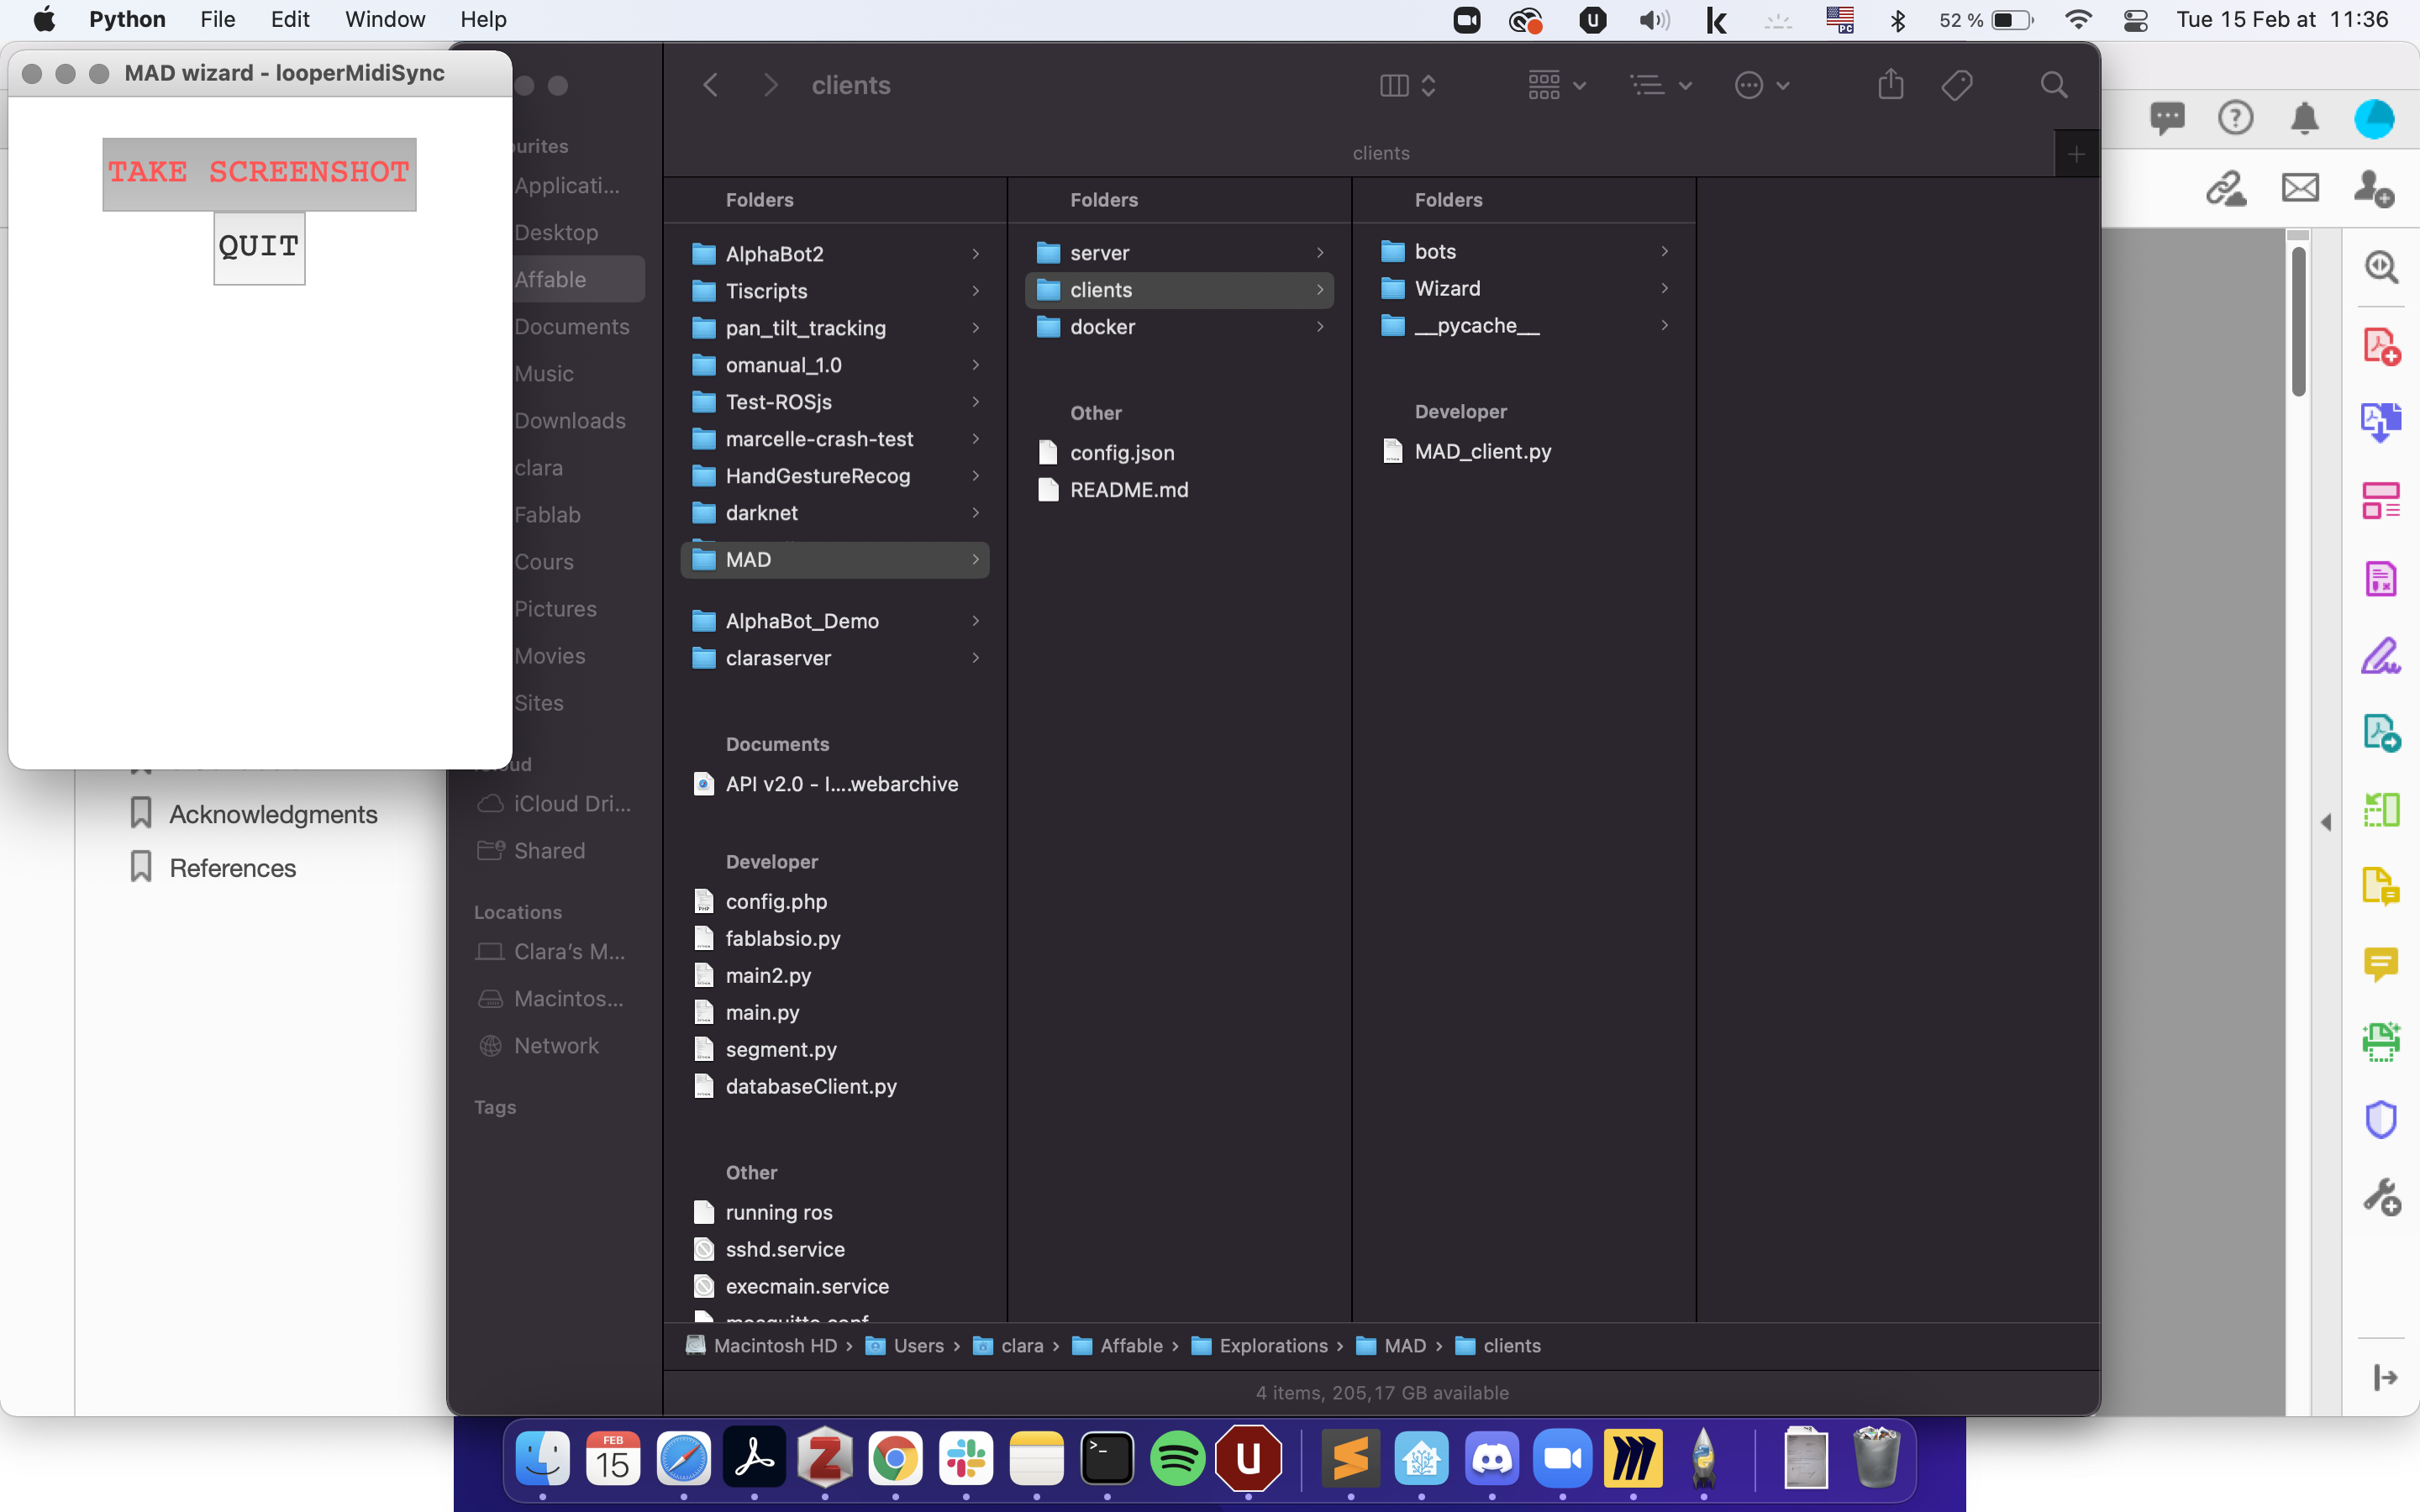 Python File Edit Window Help
52 % Tue 15 Feb at 11:36
MAD wizard - looperMidiSync
TAKE SCREENSHOT
QUIT
Acknowledgments
References
ourites
Applicati...
Desktop
Affable
Documents
Music
Downloads
clara
Fablab
Cours
Pictures
Movies
Sites
iCloud Dri...
Shared
Locations
Clara's M...
Macintos...
Network
Tags
clients
clients
Folders
AlphaBot2
Tiscripts
pan_tilt_tracking
omanual_1.0
Test-ROSjs
marcelle-crash-test
HandGestureRecog
darknet
MAD
AlphaBot_Demo
claraserver
Documents
API v2.0 - I....webarchive
Developer
config.php
fablabsio.py
main2.py
main.py
segment.py
databaseClient.py
Other
running ros
sshd.service
execmain.service
Folders
server
clients
docker
Other
config.json
README.md
Folders
bots
Wizard
__pycache__
Developer
MAD_client.py
Macintosh HD › Users › clara › Affable › Explorations › MAD › clients
4 items, 205,17 GB available
FEB
15